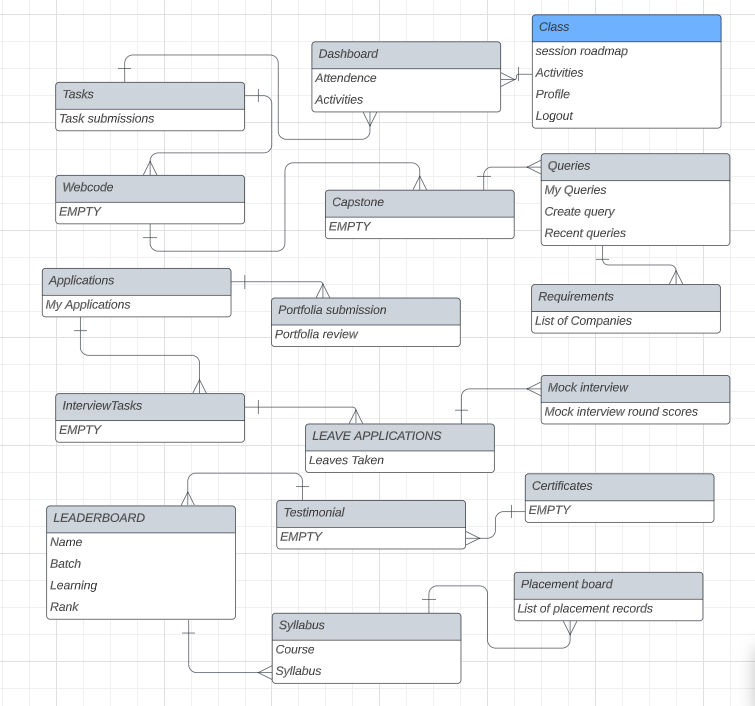 Class
session roadmap
Activities
Profile
Logout
Dashboard
Attendence
Activities
Tasks
Task submissions
Webcode
EMPTY
Capstone
EMPTY
Queries
My Queries
Create query
Recent queries
Applications
My Applications
Portfolia submission
Portfolia review
Requirements
List of Companies
InterviewTasks
EMPTY
LEAVE APPLICATIONS
Leaves Taken
Mock interview
Mock interview round scores
LEADERBOARD
Name
Batch
Learning
Rank
Testimonial
EMPTY
Certificates
EMPTY
Syllabus
Course
Syllabus
Placement board
List of placement records